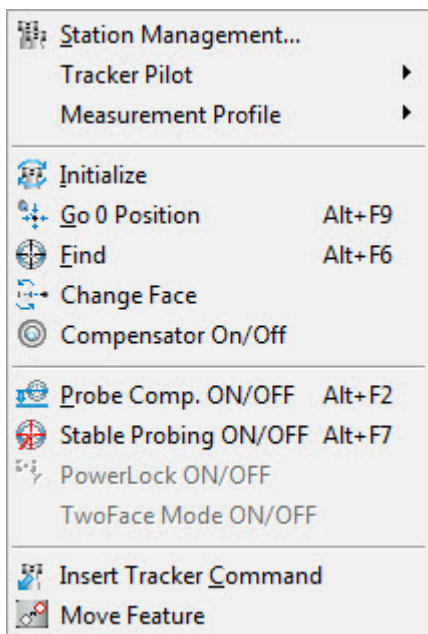 Station Management...
Tracker Pilot
Measurement Profile
Initialize
Go 0 Position Alt+F9
Find Alt+F6
Change Face
Compensator On/Off
Probe Comp. ON/OFF Alt+F2
Stable Probing ON/OFF Alt+F7
PowerLock ON/OFF
TwoFace Mode ON/OFF
Insert Tracker Command
Move Feature